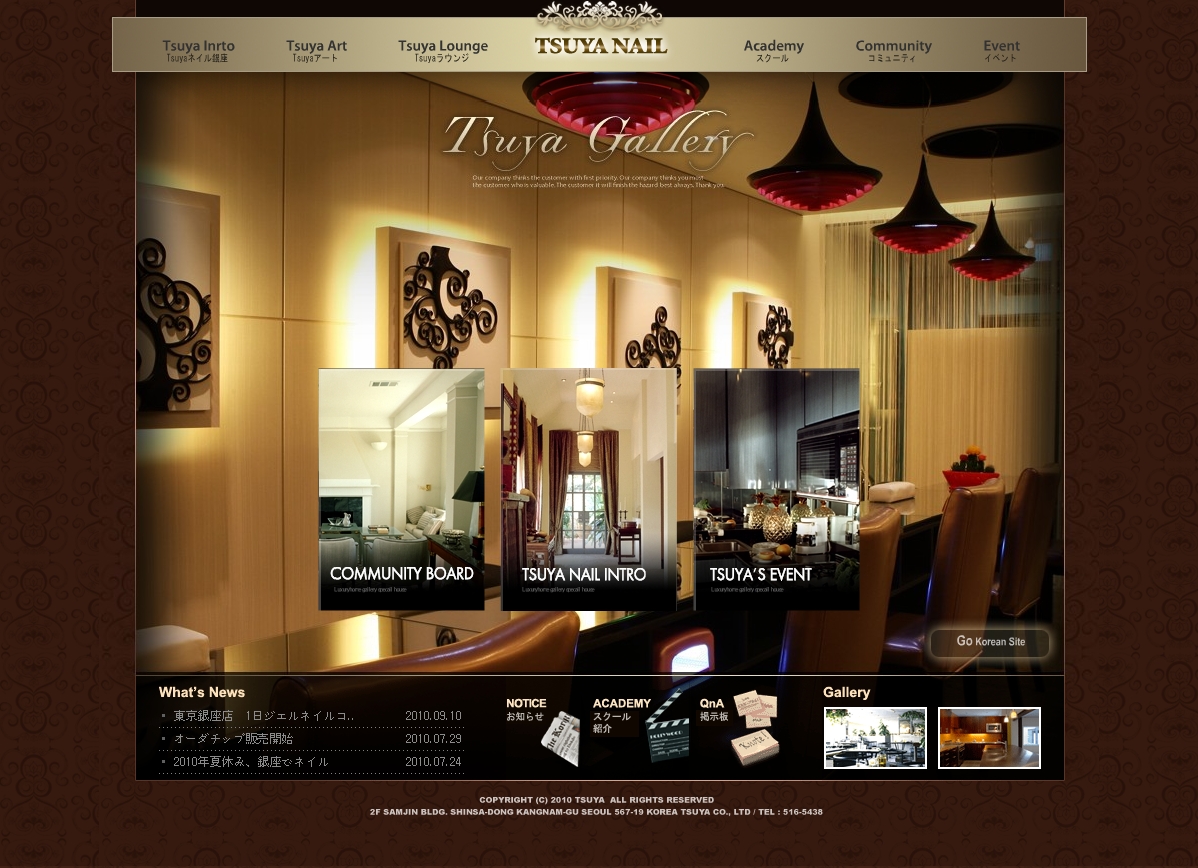 Tsuya Inrto
Tsuyaネイル銀座
Tsuya Art
Tsuyaアート
Tsuya Lounge
Tsuyaラウンジ
TSUYA NAIL
Academy
スクール
Community
コミュニティ
Event
イベント
Tsuya Gallery
Our company thinks the customer with first priority. Our company thinks you most
the customer who is valuable. The customer it will finish the hazard best always. Thank you.
COMMUNITY BOARD
Luxury home gallery special house
TSUYA NAIL INTRO
Luxury home gallery special house
TSUYA'S EVENT
Luxury home gallery special house
Go Korean Site
What's News
東京銀座店　1日ジェルネイルコ.. 2010.09.10
オーダチップ販売開始 2010.07.29
2010年夏休み、銀座でネイル 2010.07.24
NOTICE
お知らせ
ACADEMY
スクール
紹介
HOLLYWOOD
QnA
掲示板
Gallery
COPYRIGHT (C) 2010 TSUYA ALL RIGHTS RESERVED
2F SAMJIN BLDG. SHINSA-DONG KANGNAM-GU SEOUL 567-19 KOREA TSUYA CO., LTD / TEL : 516-5438